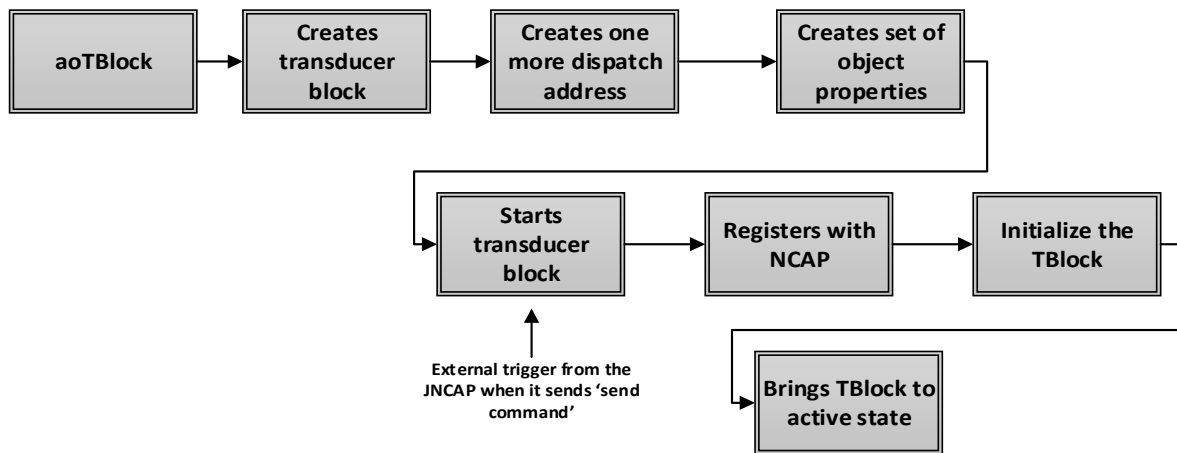 aoTBlock
Creates
transducer
block
Creates one
more dispatch
address
Creates set of
object
properties
Starts
transducer
block
Registers with
NCAP
Initialize the
TBlock
External trigger from the
JNCAP when it sends ‘send
command’
Brings TBlock to
active state